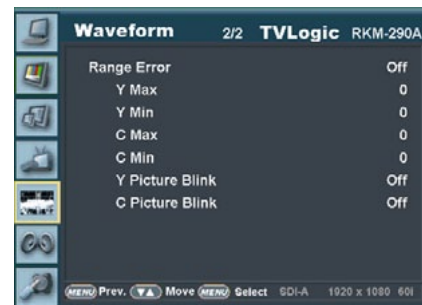 Waveform 2/2 TVLogic RKM-290A
Range Error Off
Y Max 0
Y Min 0
C Max 0
C Min 0
Y Picture Blink Off
C Picture Blink Off
MENU Prev. (▼▲) Move MENU Select SDI-A 1920 x 1080 60I